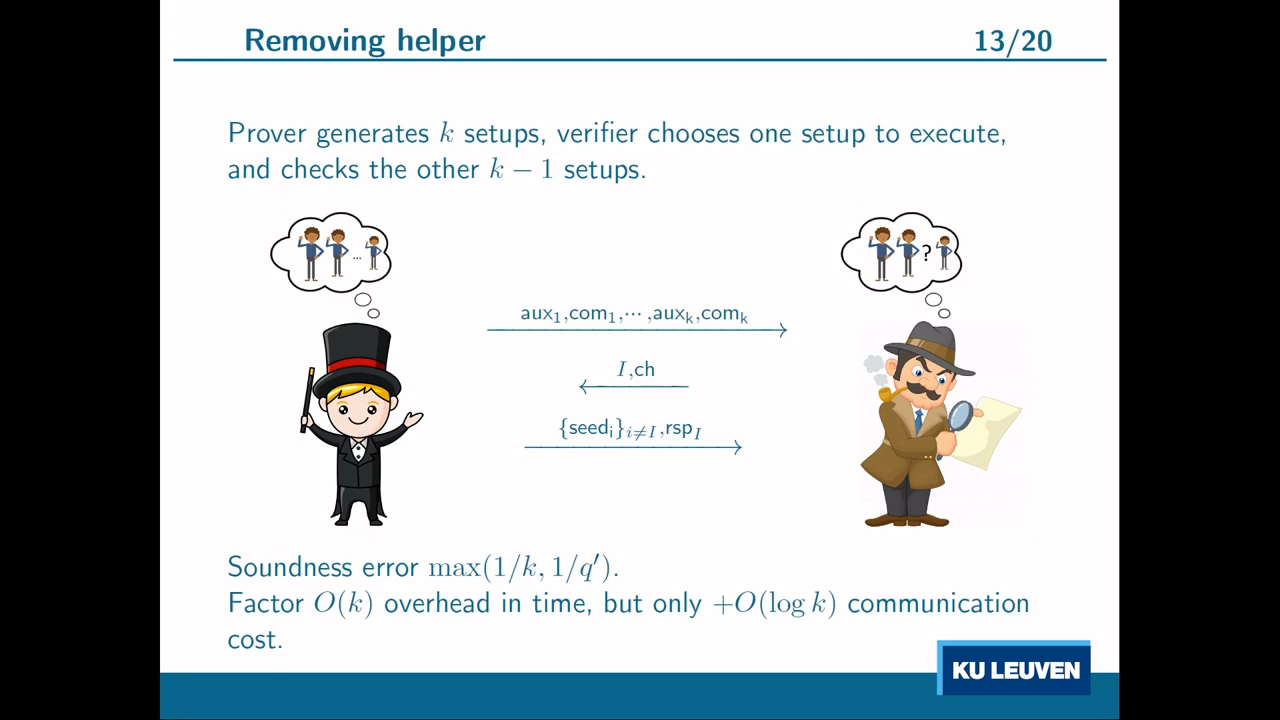 Removing helper 13/20
Prover generates k setups, verifier chooses one setup to execute,
and checks the other k − 1 setups.
... ?
aux₁,com₁,⋯,auxₖ,comₖ
I,ch
{seedᵢ}ᵢ≠I,rsp_I
Soundness error max(1/k, 1/q′).
Factor O(k) overhead in time, but only +O(log k) communication
cost.
KU LEUVEN